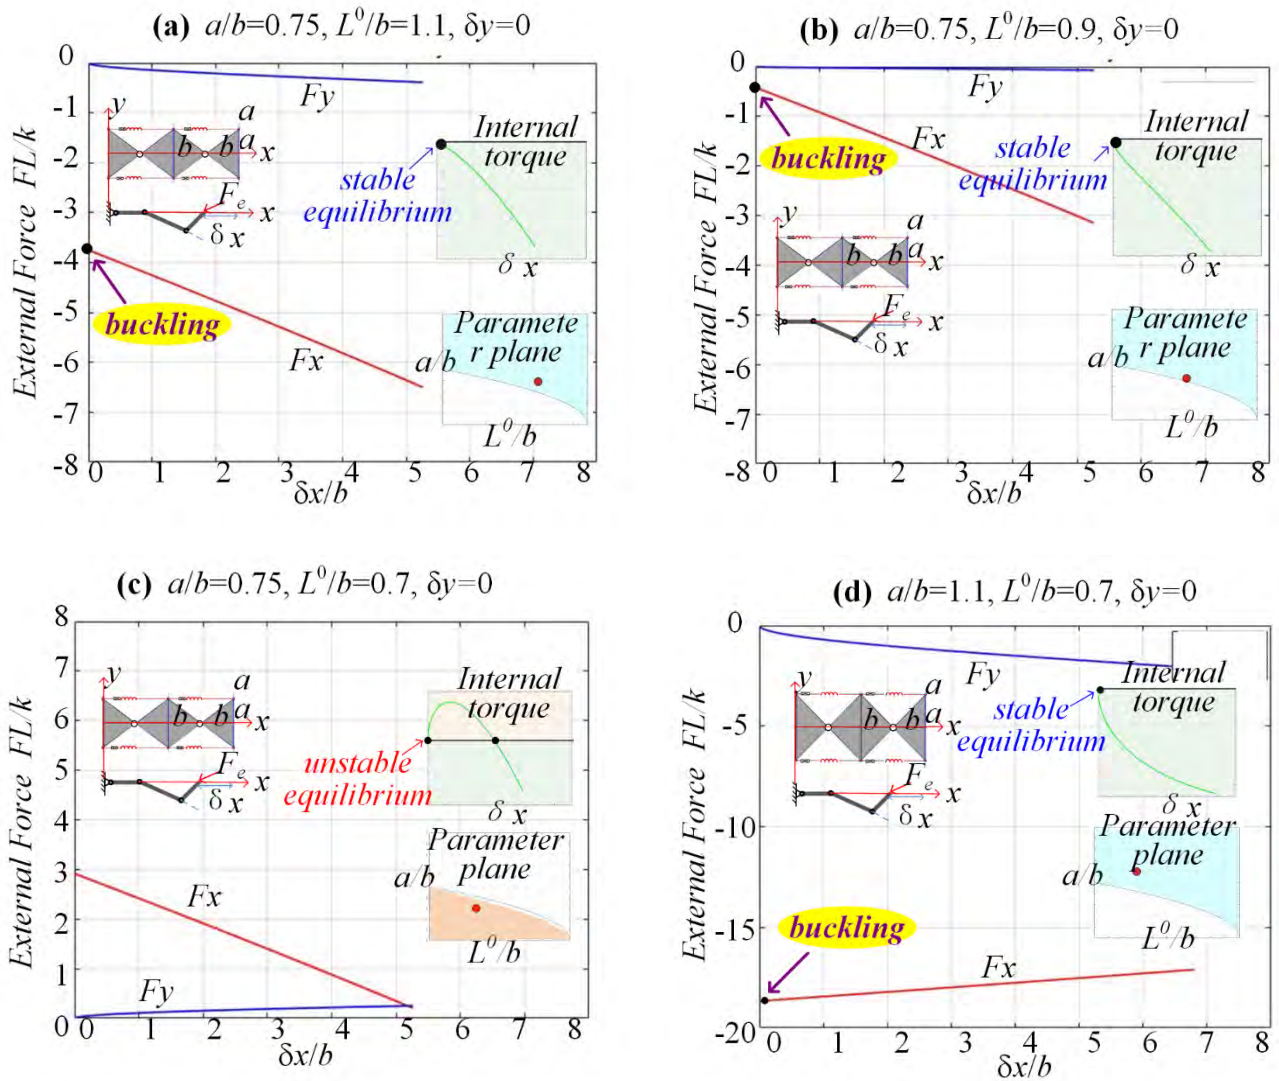 (a) a/b=0.75, L⁰/b=1.1, δy=0
0
-1
-2
-3
-4
-5
-6
-7
-8
External Force FL/k
Fy
y
a
b
b
a
x
Internal
torque
stable
equilibrium
δ x
F_e
x
δ x
buckling
Fx
Paramete
r plane
a/b
L⁰/b
0 1 2 3 4 5 6 7 8
δx/b
(b) a/b=0.75, L⁰/b=0.9, δy=0
0
-1
-2
-3
-4
-5
-6
-7
-8
External Force FL/k
Fy
Fx
buckling
Internal
torque
stable
equilibrium
δ x
a
b
b
a
x
F_e
x
δ x
Paramete
r plane
a/b
L⁰/b
0 1 2 3 4 5 6 7 8
δx/b
(c) a/b=0.75, L⁰/b=0.7, δy=0
8
7
6
5
4
3
2
1
0
External Force FL/k
y
a
b
b
a
x
Internal
torque
unstable
equilibrium
δ x
F_e
x
δ x
Parameter
plane
a/b
L⁰/b
Fx
Fy
0 1 2 3 4 5 6 7 8
δx/b
(d) a/b=1.1, L⁰/b=0.7, δy=0
0
-5
-10
-15
-20
External Force FL/k
Fy
y
a
b
b
a
x
Internal
torque
stable
equilibrium
δ x
F_e
x
δ x
Parameter
plane
a/b
L⁰/b
buckling
Fx
0 1 2 3 4 5 6 7 8
δx/b